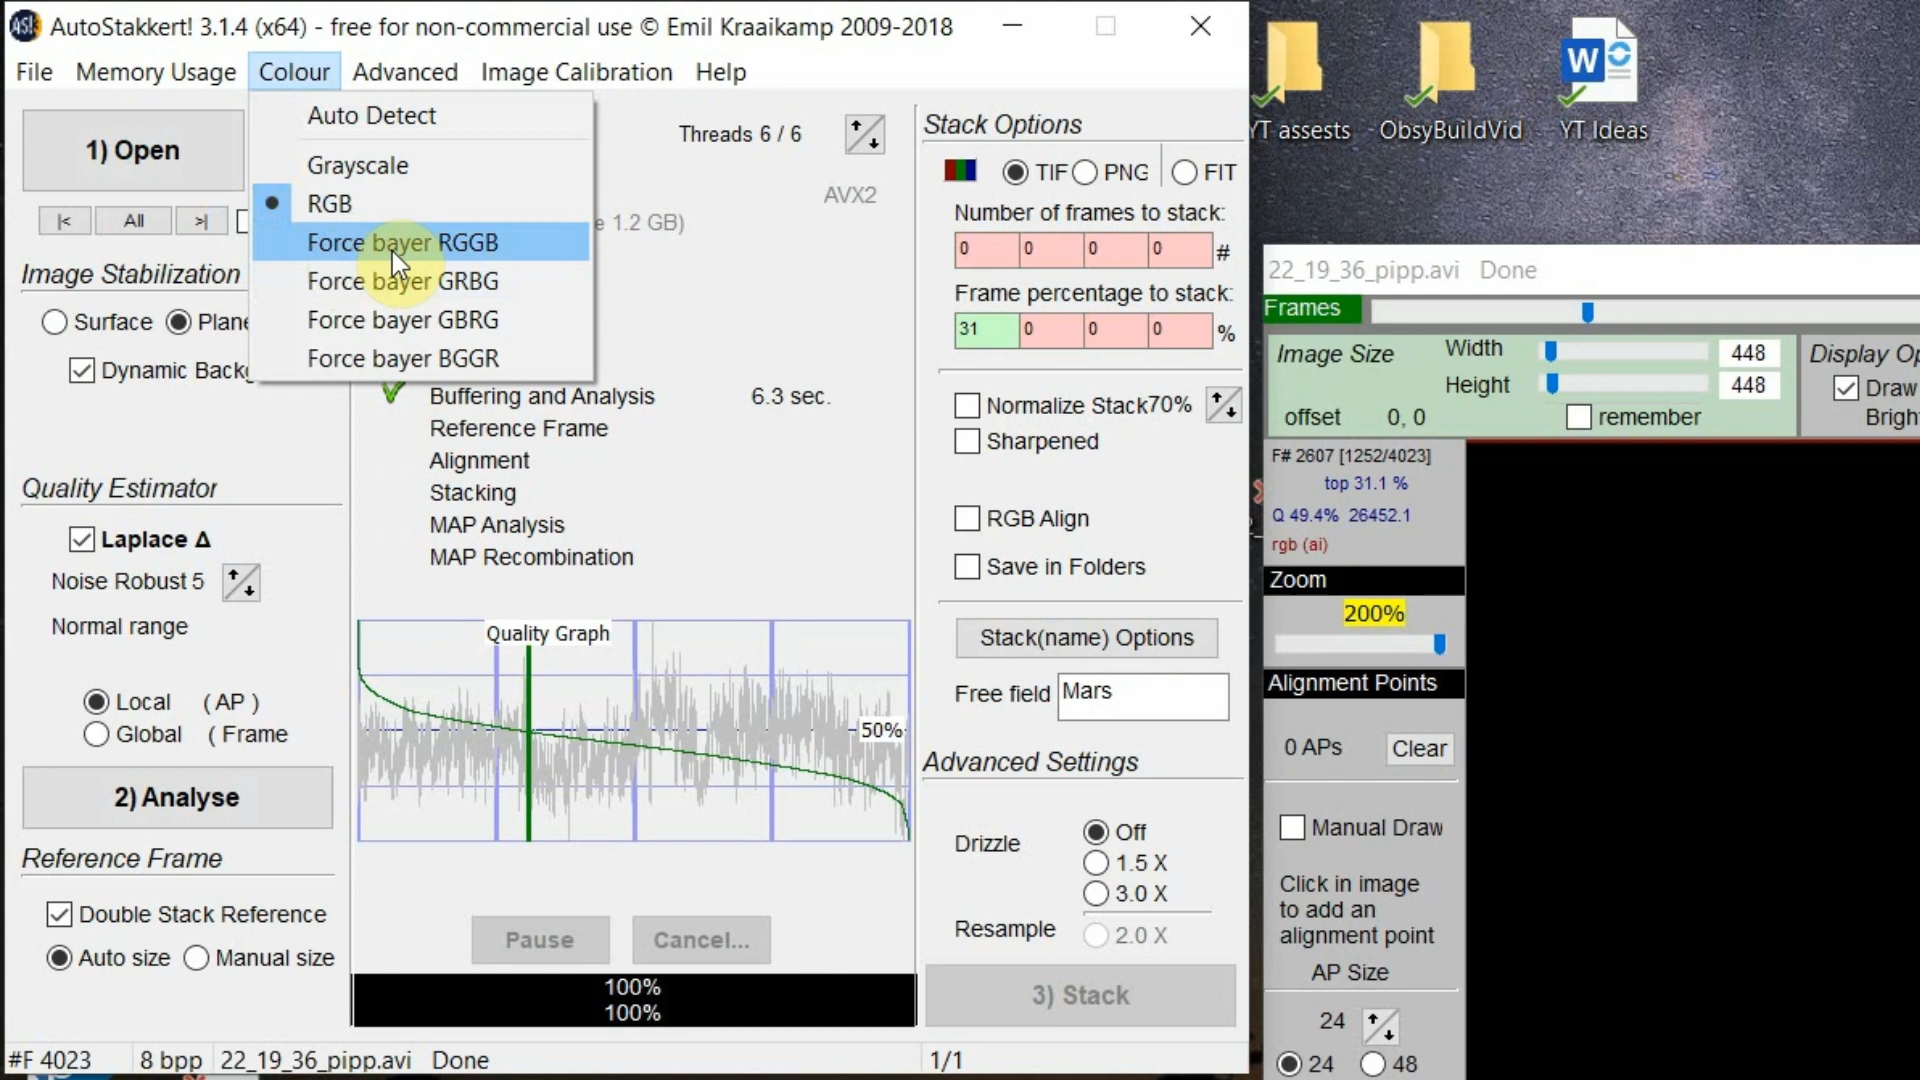 AS!
AutoStakkert! 3.1.4 (x64) - free for non-commercial use © Emil Kraaikamp 2009-2018
File Memory Usage Colour Advanced Image Calibration Help
Auto Detect
Grayscale
RGB
Force bayer RGGB
Force bayer GRBG
Force bayer GBRG
Force bayer BGGR
1) Open
|< All >|
Image Stabilization
Surface Plane
Dynamic Backg
Quality Estimator
Laplace Δ
Noise Robust 5
Normal range
Local ( AP )
Global ( Frame
2) Analyse
Reference Frame
Double Stack Reference
Auto size Manual size
Threads 6 / 6
AVX2
e 1.2 GB)
Buffering and Analysis 6.3 sec.
Reference Frame
Alignment
Stacking
MAP Analysis
MAP Recombination
Quality Graph
50%
Pause Cancel...
100%
100%
#F 4023 8 bpp 22_19_36_pipp.avi Done 1/1
Stack Options
TIF PNG FIT
Number of frames to stack:
0 0 0 0 #
Frame percentage to stack:
31 0 0 0 %
Normalize Stack 70%
Sharpened
RGB Align
Save in Folders
Stack(name) Options
Free field Mars
Advanced Settings
Drizzle Off
1.5 X
3.0 X
Resample 2.0 X
3) Stack
YT assests ObsyBuildVid YT Ideas
W
22_19_36_pipp.avi Done
Frames
Image Size Width 448
Height 448
offset 0, 0 remember
Display Op
Draw
Bright
F# 2607 [1252/4023]
top 31.1 %
Q 49.4% 26452.1
rgb (ai)
Zoom
200%
Alignment Points
0 APs Clear
Manual Draw
Click in image
to add an
alignment point
AP Size
24
24 48